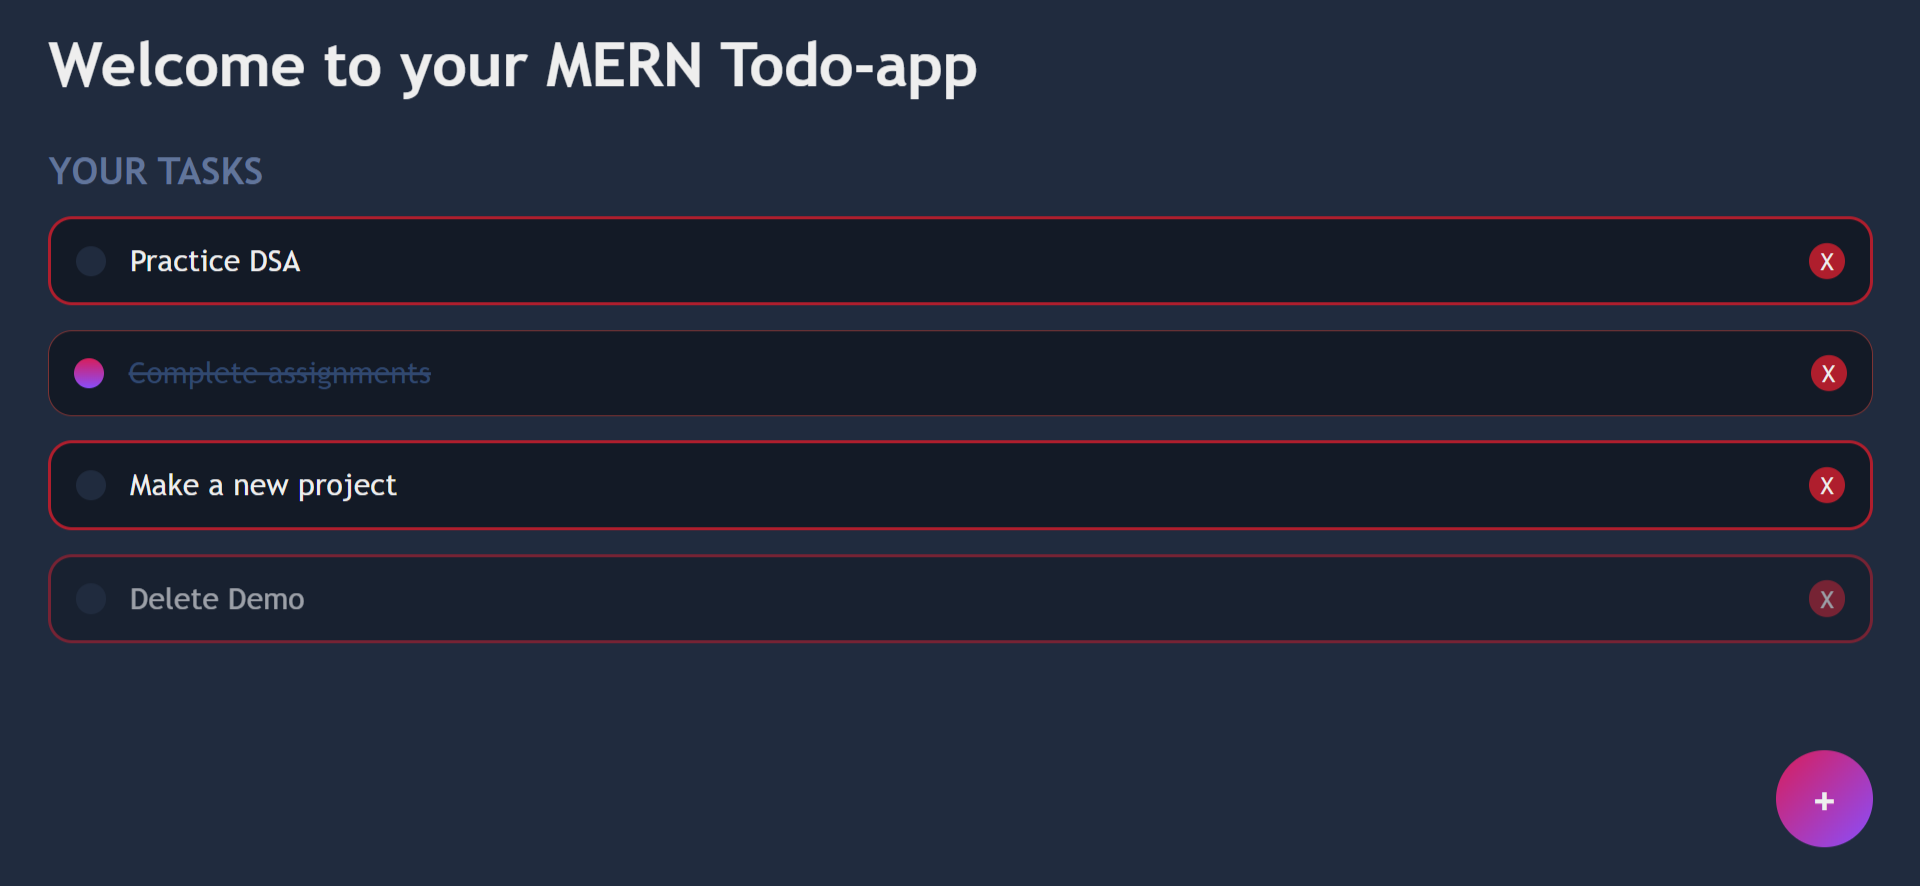 Welcome to your MERN Todo-app
YOUR TASKS
Practice DSA
X
Complete assignments
X
Make a new project
X
Delete Demo
X
+